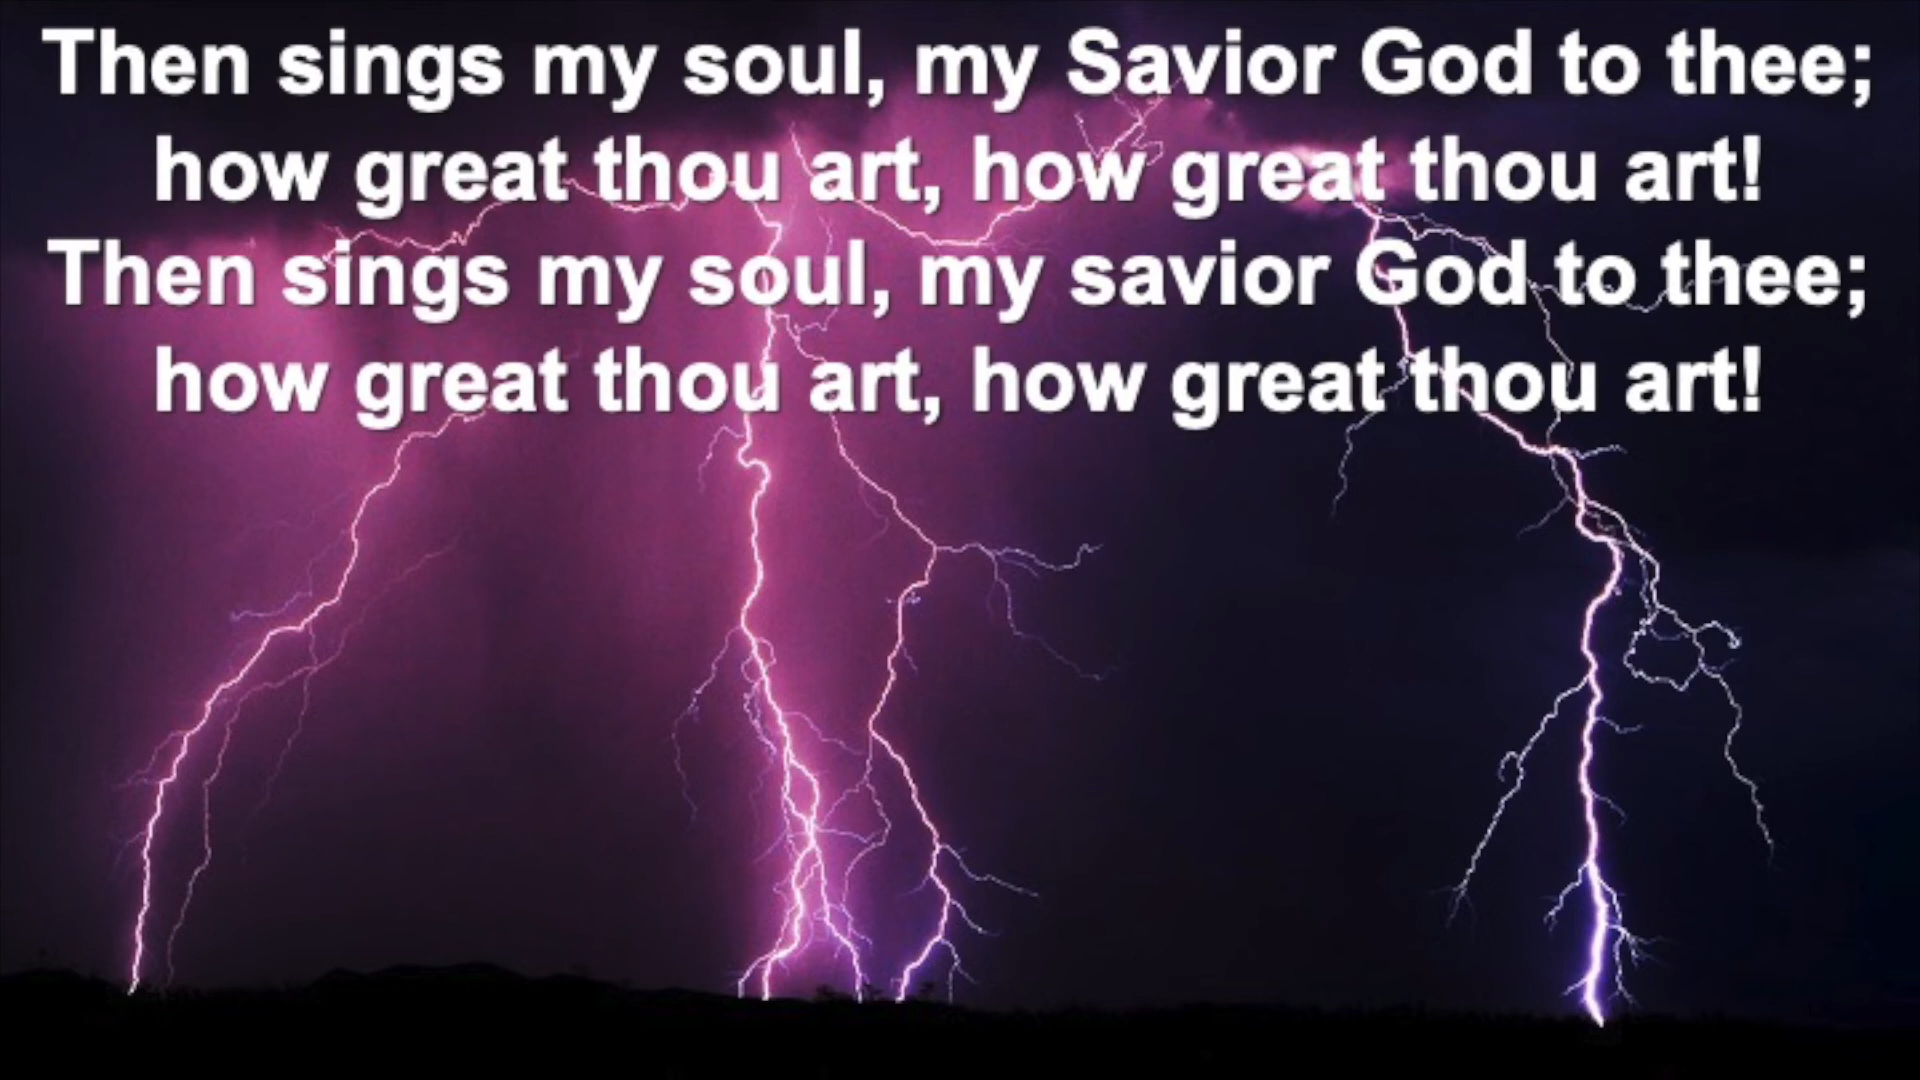 Then sings my soul, my Savior God to thee;
how great thou art, how great thou art!
Then sings my soul, my savior God to thee;
how great thou art, how great thou art!